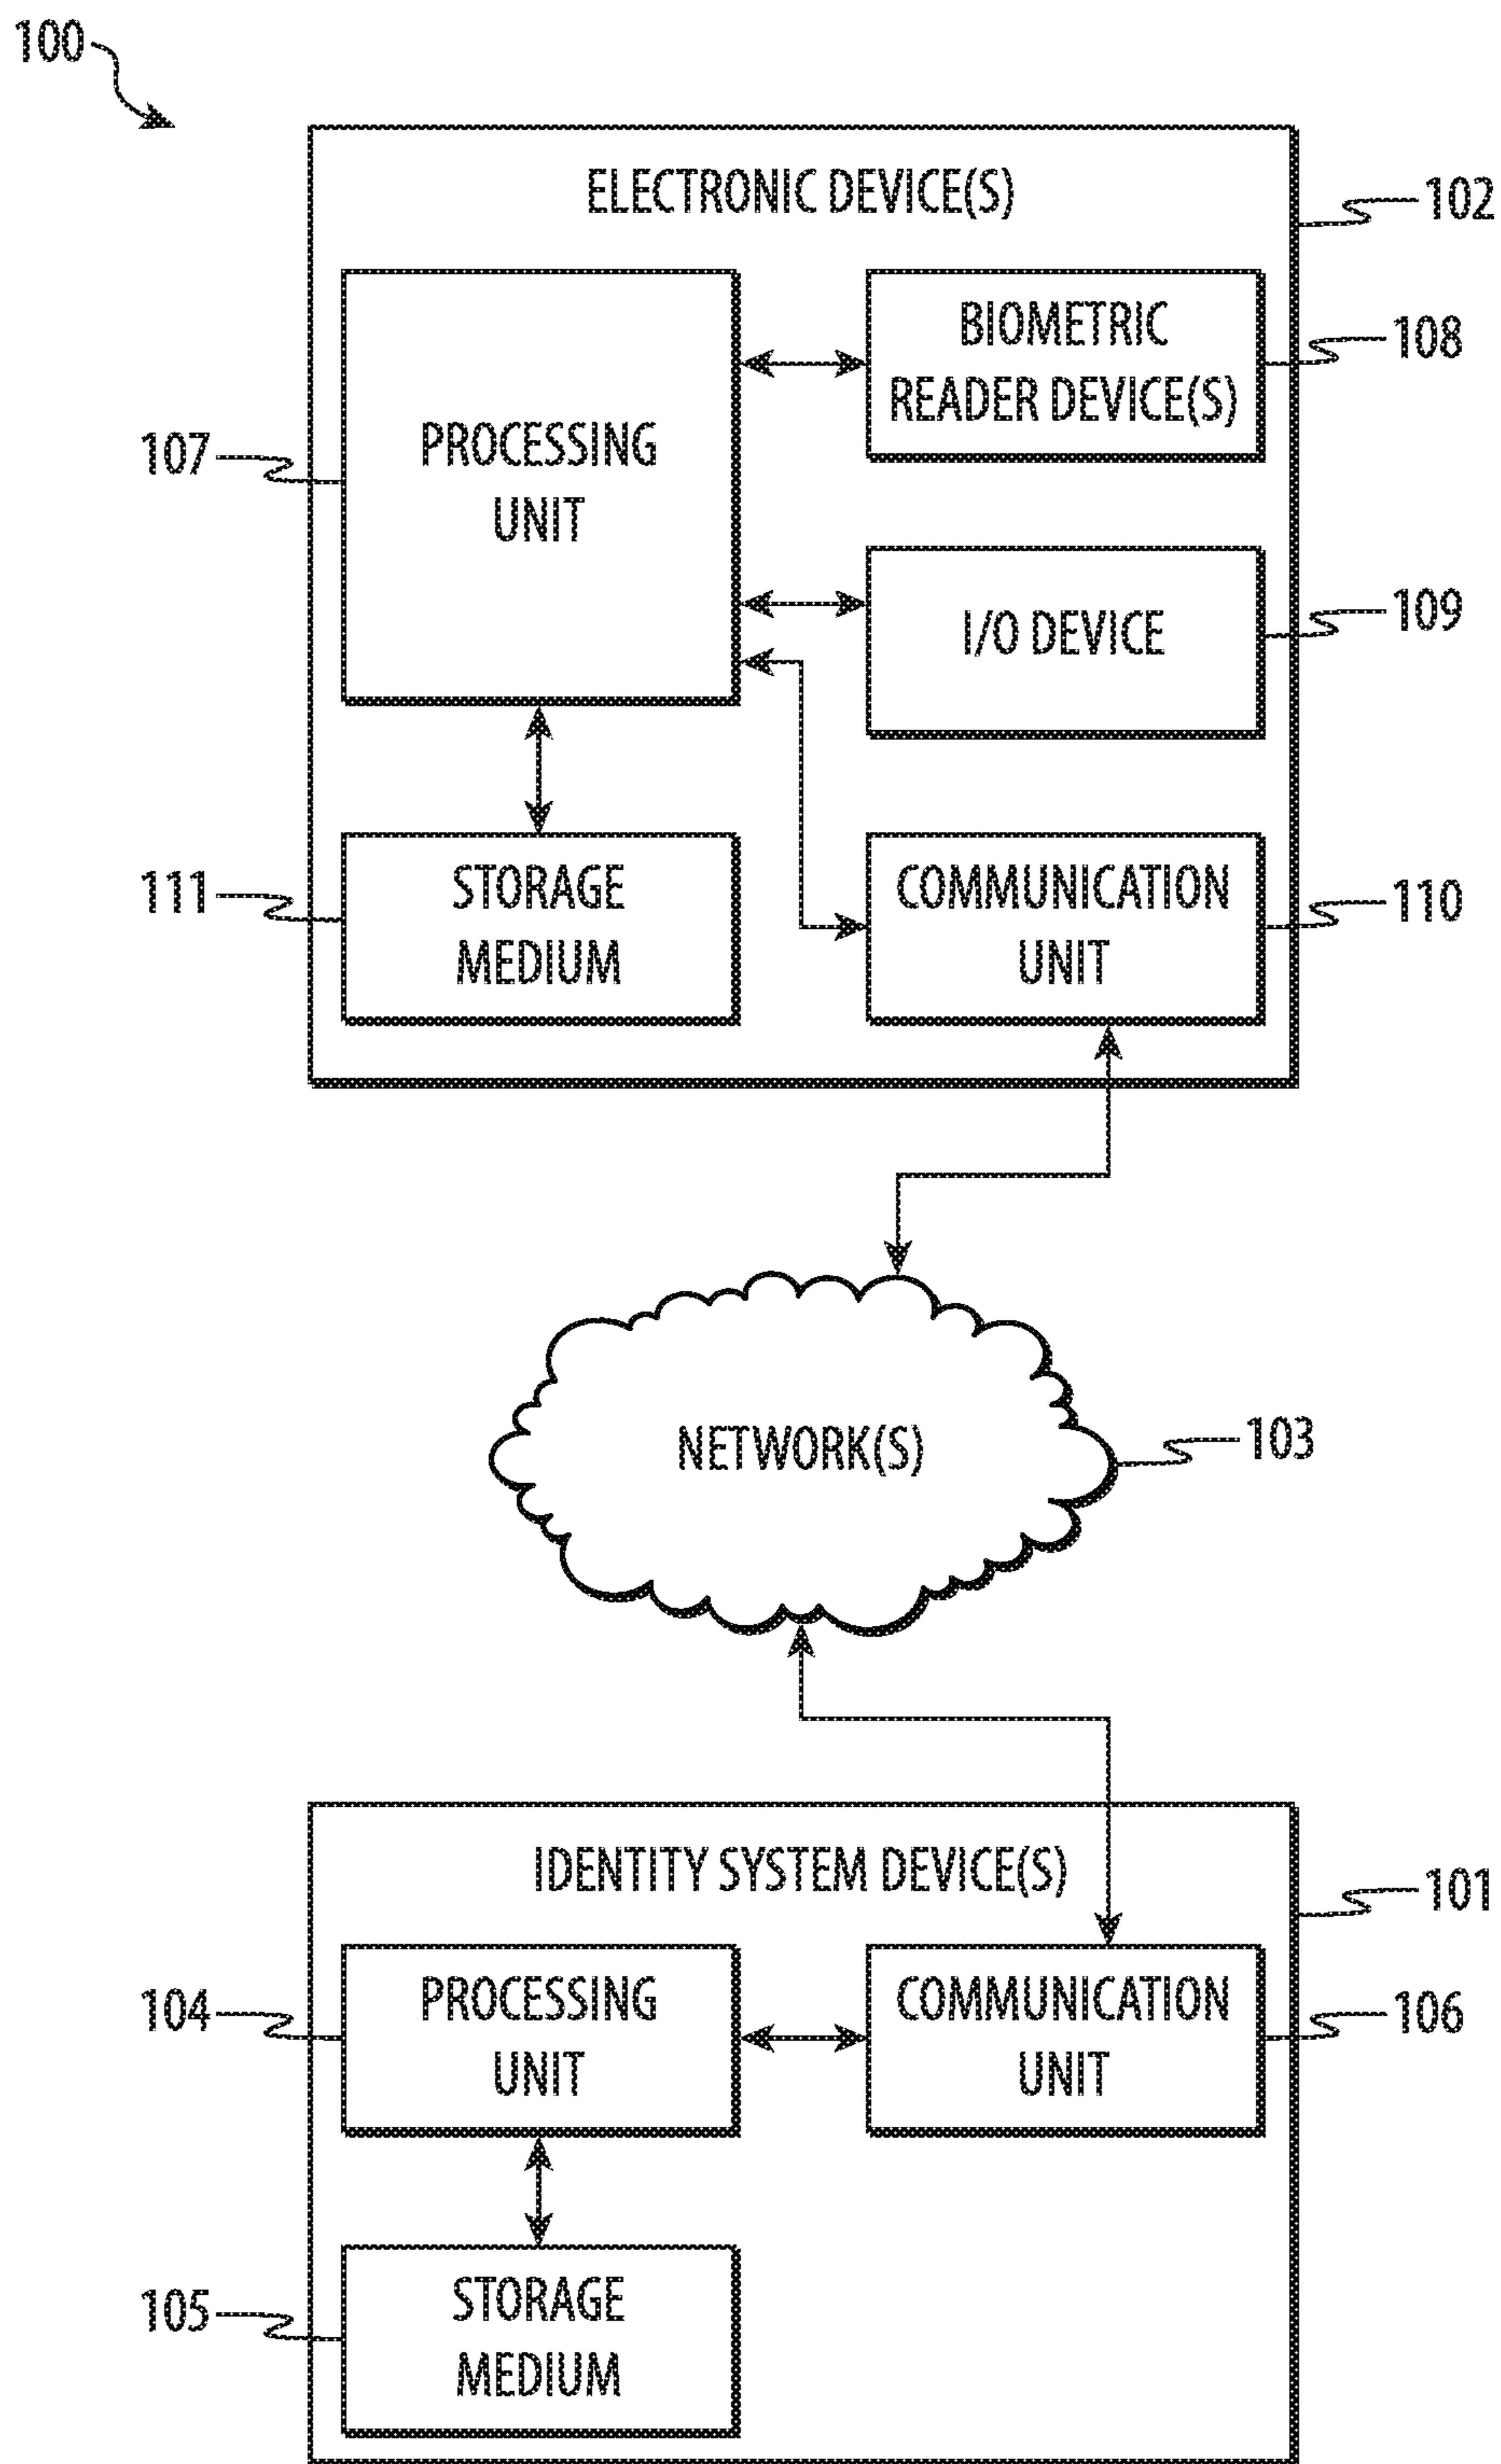 100
ELECTRONIC DEVICE(S)
102
PROCESSING
UNIT
107
BIOMETRIC
READER DEVICE(S)
108
I/O DEVICE
109
STORAGE
MEDIUM
111
COMMUNICATION
UNIT
110
NETWORK(S)
103
IDENTITY SYSTEM DEVICE(S)
101
PROCESSING
UNIT
104
COMMUNICATION
UNIT
106
STORAGE
MEDIUM
105